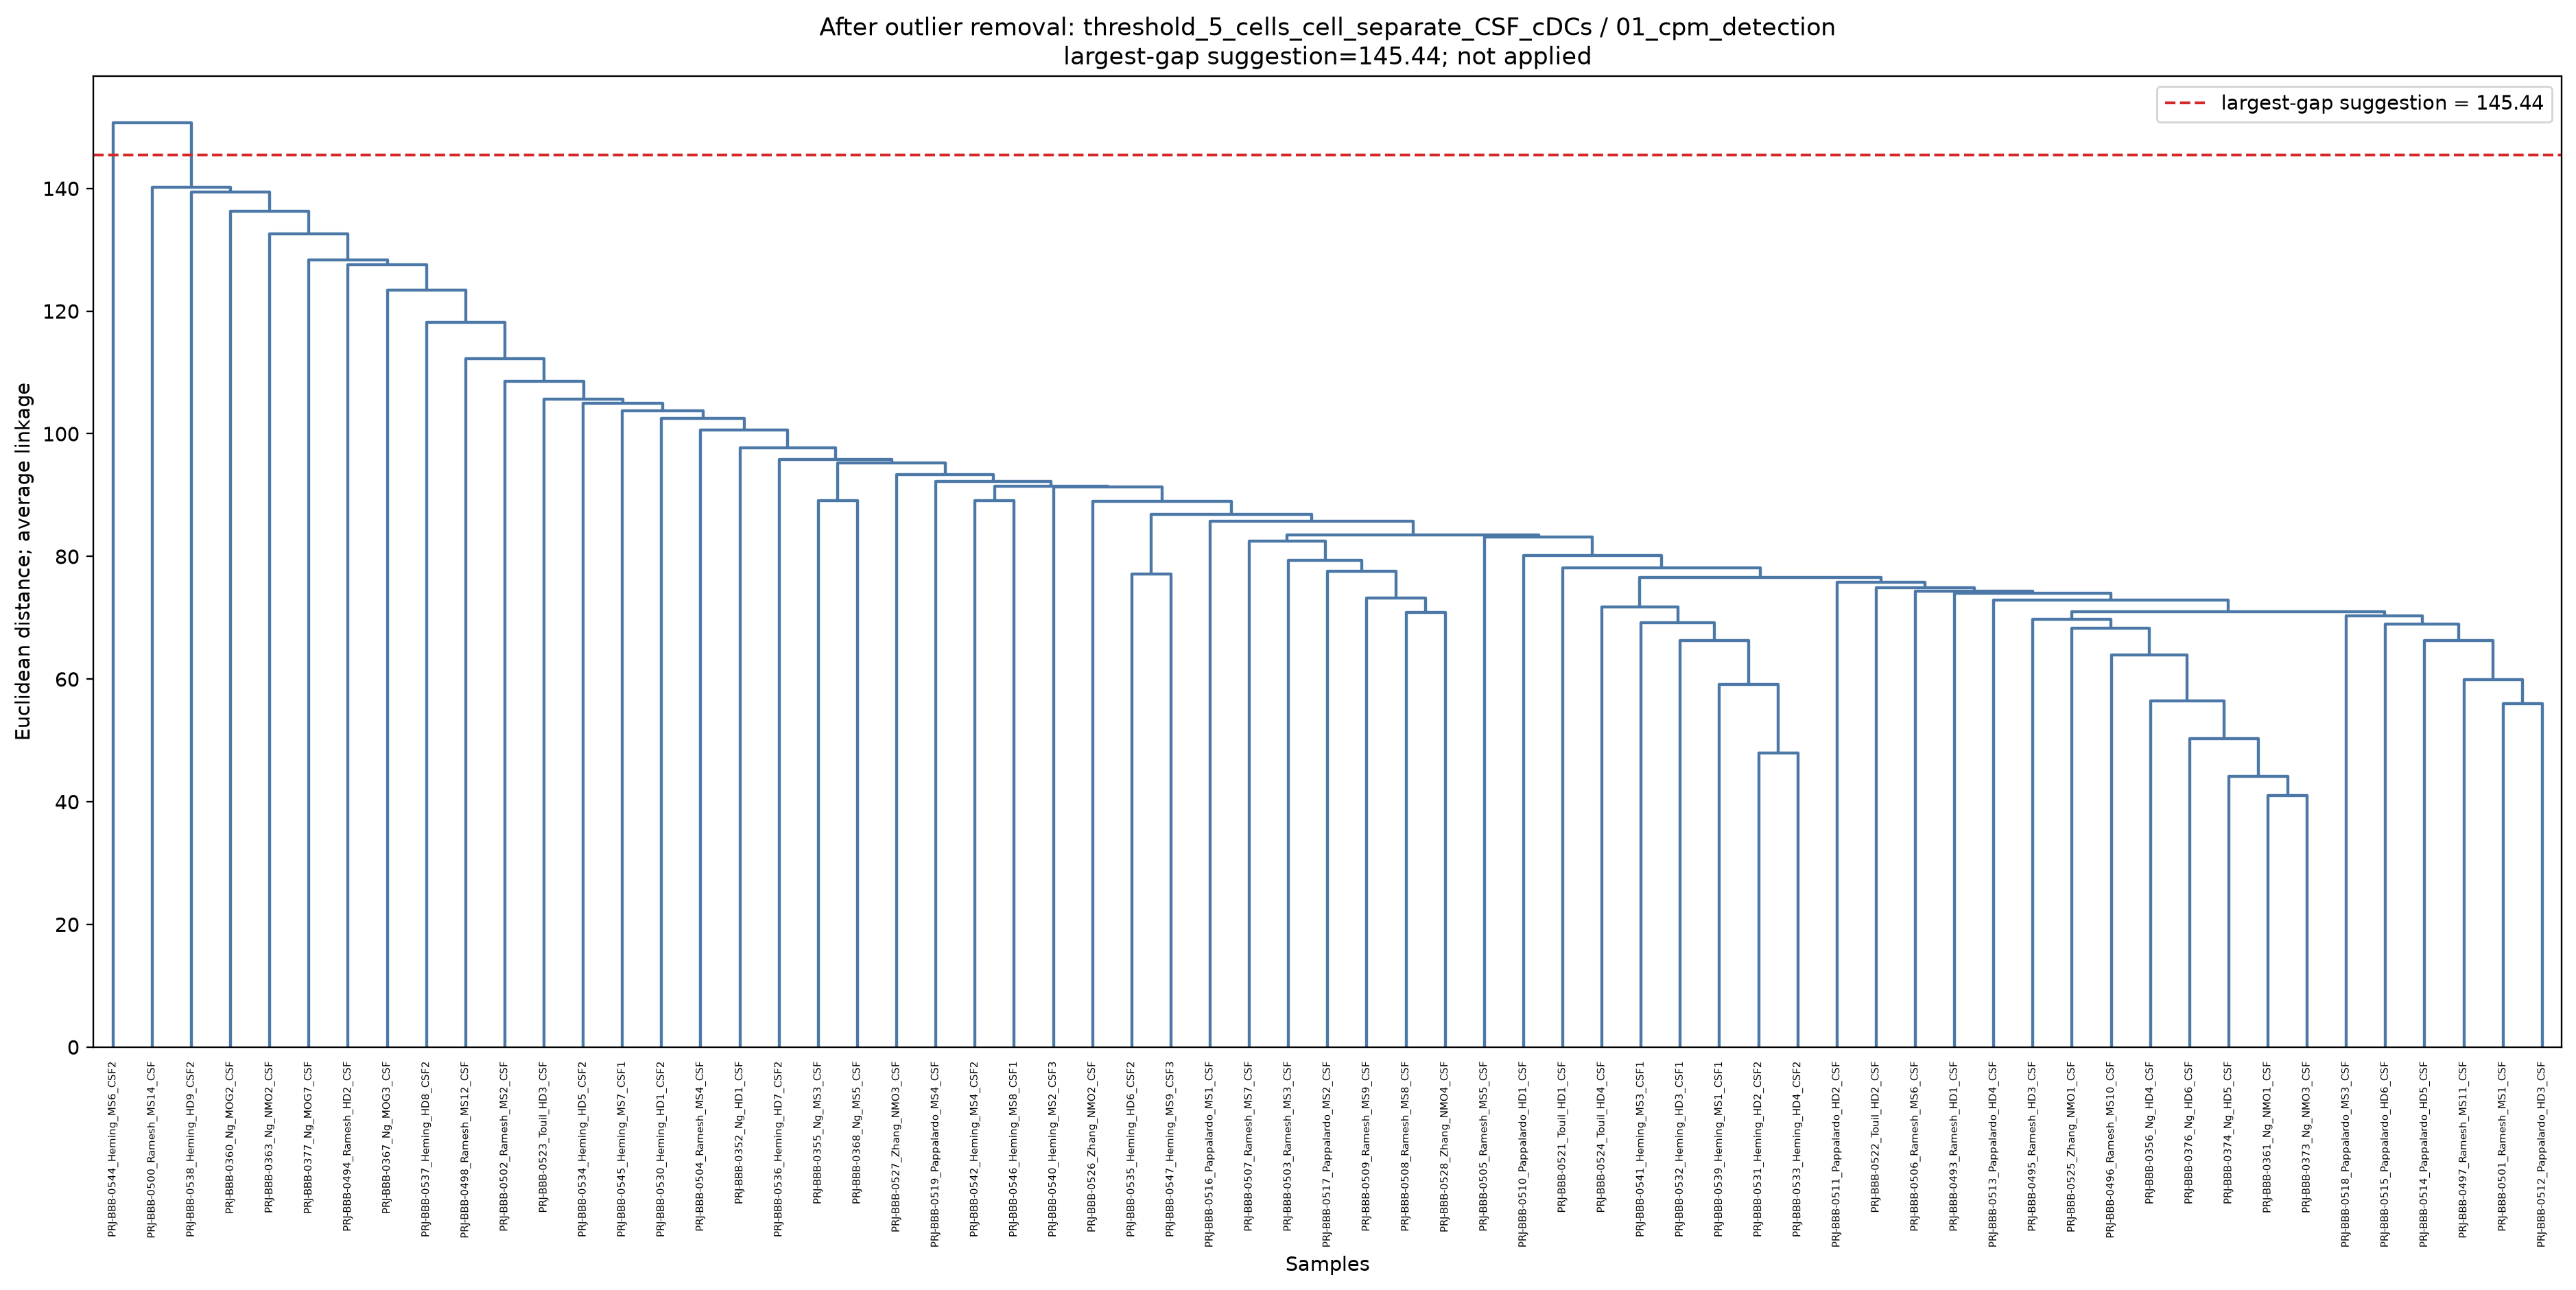 After outlier removal: threshold_5_cells_cell_separate_CSF_cDCs / 01_cpm_detection
largest-gap suggestion=145.44; not applied
largest-gap suggestion = 145.44
Euclidean distance; average linkage
140
120
100
80
60
40
20
0
PRJ-BBB-0544_Heming_MS6_CSF2
PRJ-BBB-0500_Ramesh_MS14_CSF
PRJ-BBB-0538_Heming_HD9_CSF2
PRJ-BBB-0360_Ng_MOG2_CSF
PRJ-BBB-0363_Ng_NMO2_CSF
PRJ-BBB-0377_Ng_MOG7_CSF
PRJ-BBB-0494_Ramesh_HD2_CSF
PRJ-BBB-0367_Ng_MOG3_CSF
PRJ-BBB-0537_Heming_HD8_CSF2
PRJ-BBB-0498_Ramesh_MS12_CSF
PRJ-BBB-0502_Ramesh_MS2_CSF
PRJ-BBB-0523_Touil_HD3_CSF
PRJ-BBB-0534_Heming_HD5_CSF2
PRJ-BBB-0545_Heming_MS7_CSF1
PRJ-BBB-0530_Heming_HD1_CSF2
PRJ-BBB-0504_Ramesh_MS4_CSF
PRJ-BBB-0352_Ng_HD1_CSF
PRJ-BBB-0536_Heming_HD7_CSF2
PRJ-BBB-0355_Ng_MS3_CSF
PRJ-BBB-0368_Ng_MS5_CSF
PRJ-BBB-0527_Zhang_NMO3_CSF
PRJ-BBB-0519_Pappalardo_MS4_CSF
PRJ-BBB-0542_Heming_MS4_CSF2
PRJ-BBB-0546_Heming_MS8_CSF1
PRJ-BBB-0540_Heming_MS2_CSF3
PRJ-BBB-0526_Zhang_NMO2_CSF
PRJ-BBB-0535_Heming_HD6_CSF2
PRJ-BBB-0547_Heming_MS9_CSF3
PRJ-BBB-0516_Pappalardo_MS1_CSF
PRJ-BBB-0507_Ramesh_MS7_CSF
PRJ-BBB-0503_Ramesh_MS3_CSF
PRJ-BBB-0517_Pappalardo_MS2_CSF
PRJ-BBB-0509_Ramesh_MS9_CSF
PRJ-BBB-0508_Ramesh_MS8_CSF
PRJ-BBB-0528_Zhang_NMO4_CSF
PRJ-BBB-0505_Ramesh_MS5_CSF
PRJ-BBB-0510_Pappalardo_HD1_CSF
PRJ-BBB-0521_Touil_HD1_CSF
PRJ-BBB-0524_Touil_HD4_CSF
PRJ-BBB-0541_Heming_MS3_CSF1
PRJ-BBB-0532_Heming_HD3_CSF1
PRJ-BBB-0539_Heming_MS1_CSF1
PRJ-BBB-0531_Heming_HD2_CSF2
PRJ-BBB-0533_Heming_HD4_CSF2
PRJ-BBB-0511_Pappalardo_HD2_CSF
PRJ-BBB-0522_Touil_HD2_CSF
PRJ-BBB-0506_Ramesh_MS6_CSF
PRJ-BBB-0493_Ramesh_HD1_CSF
PRJ-BBB-0513_Pappalardo_HD4_CSF
PRJ-BBB-0495_Ramesh_HD3_CSF
PRJ-BBB-0525_Zhang_NMO1_CSF
PRJ-BBB-0496_Ramesh_MS10_CSF
PRJ-BBB-0356_Ng_HD4_CSF
PRJ-BBB-0376_Ng_HD6_CSF
PRJ-BBB-0374_Ng_HD5_CSF
PRJ-BBB-0361_Ng_NMO1_CSF
PRJ-BBB-0373_Ng_NMO3_CSF
PRJ-BBB-0518_Pappalardo_MS3_CSF
PRJ-BBB-0515_Pappalardo_HD6_CSF
PRJ-BBB-0514_Pappalardo_HD5_CSF
PRJ-BBB-0497_Ramesh_MS11_CSF
PRJ-BBB-0501_Ramesh_MS1_CSF
PRJ-BBB-0512_Pappalardo_HD3_CSF
Samples